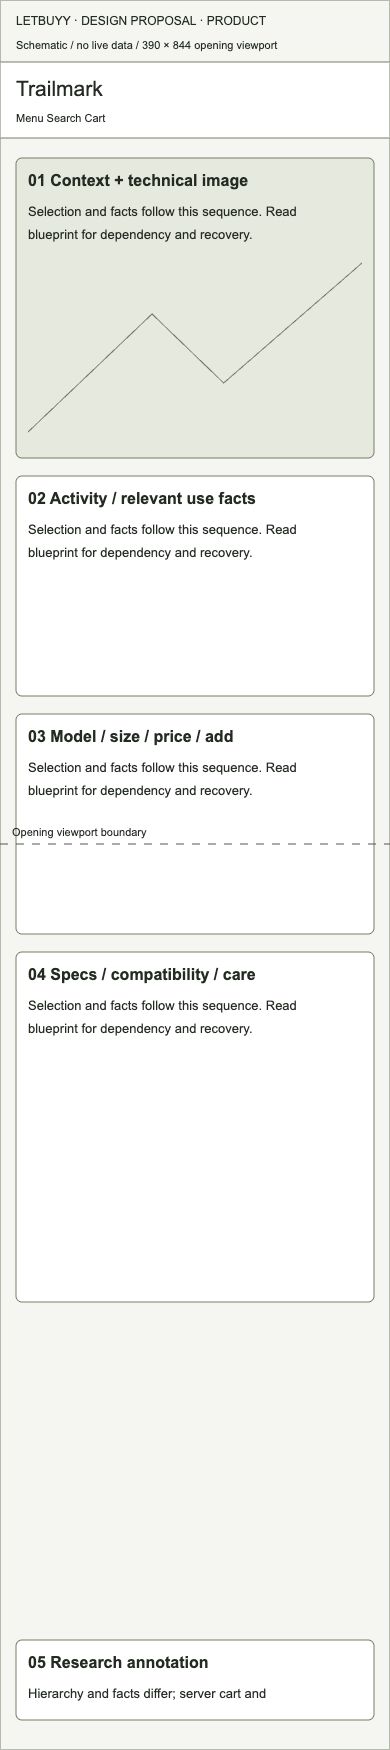 LETBUYY · DESIGN PROPOSAL · PRODUCT
Schematic / no live data / 390 × 844 opening viewport
Trailmark
Menu Search Cart
01 Context + technical image
Selection and facts follow this sequence. Read
blueprint for dependency and recovery.
02 Activity / relevant use facts
Selection and facts follow this sequence. Read
blueprint for dependency and recovery.
03 Model / size / price / add
Selection and facts follow this sequence. Read
blueprint for dependency and recovery.
Opening viewport boundary
04 Specs / compatibility / care
Selection and facts follow this sequence. Read
blueprint for dependency and recovery.
05 Research annotation
Hierarchy and facts differ; server cart and